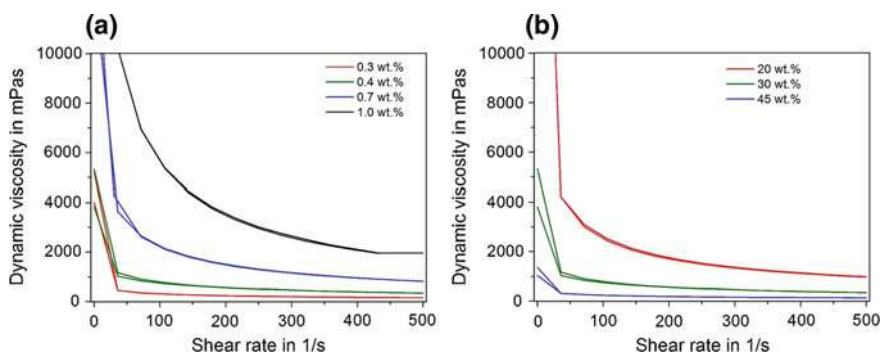 (a)
10000
8000
6000
4000
2000
0
Dynamic viscosity in mPas
0.3 wt.%
0.4 wt.%
0.7 wt.%
1.0 wt.%
0 100 200 300 400 500
Shear rate in 1/s
(b)
10000
8000
6000
4000
2000
0
Dynamic viscosity in mPas
20 wt.%
30 wt.%
45 wt.%
0 100 200 300 400 500
Shear rate in 1/s